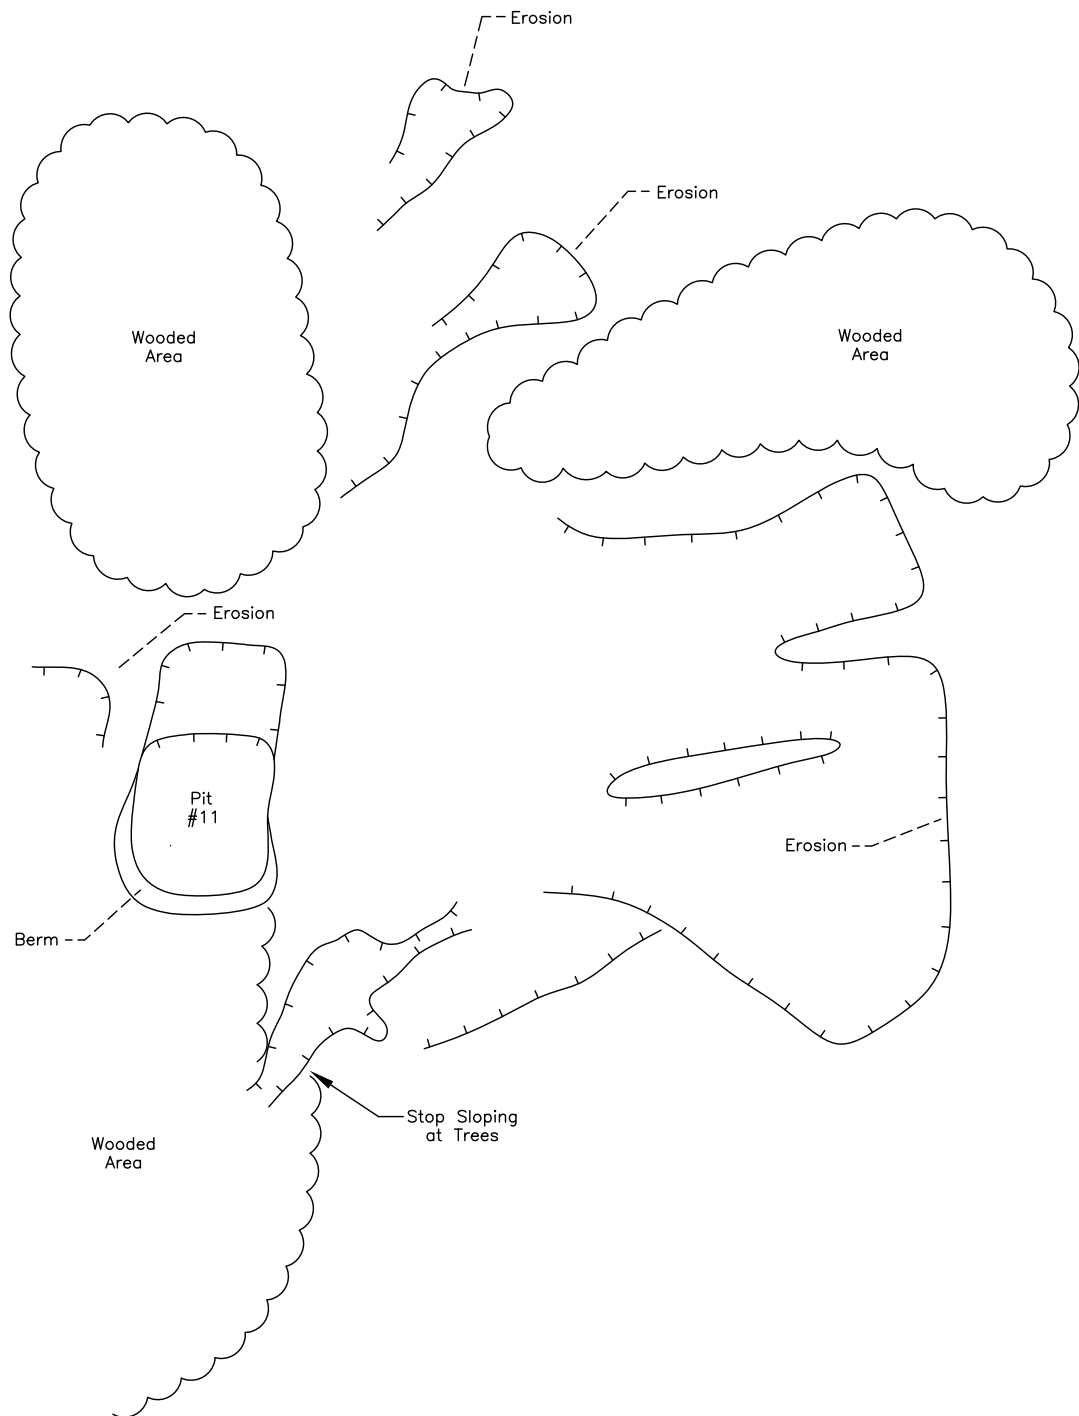 Erosion
Erosion
Wooded
Area
Wooded
Area
Erosion
Pit
#11
Erosion
Berm
Stop Sloping
at Trees
Wooded
Area